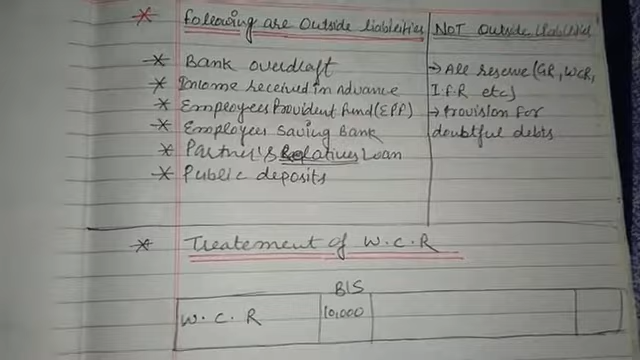 * Following are Outside Liableities
* Bank overdraft
* Income received in advance
* Employees Provident Fund (EPF)
* Employees Saving Bank
* Partner's Relatives Loan
* Public deposits
NOT Outside Liabilities
→ All reserve (GR, WCR,
I.F.R etc)
→ Provision for
doubtful debts
* Treatement of W.C.R
B/S
W. C. R 10,000